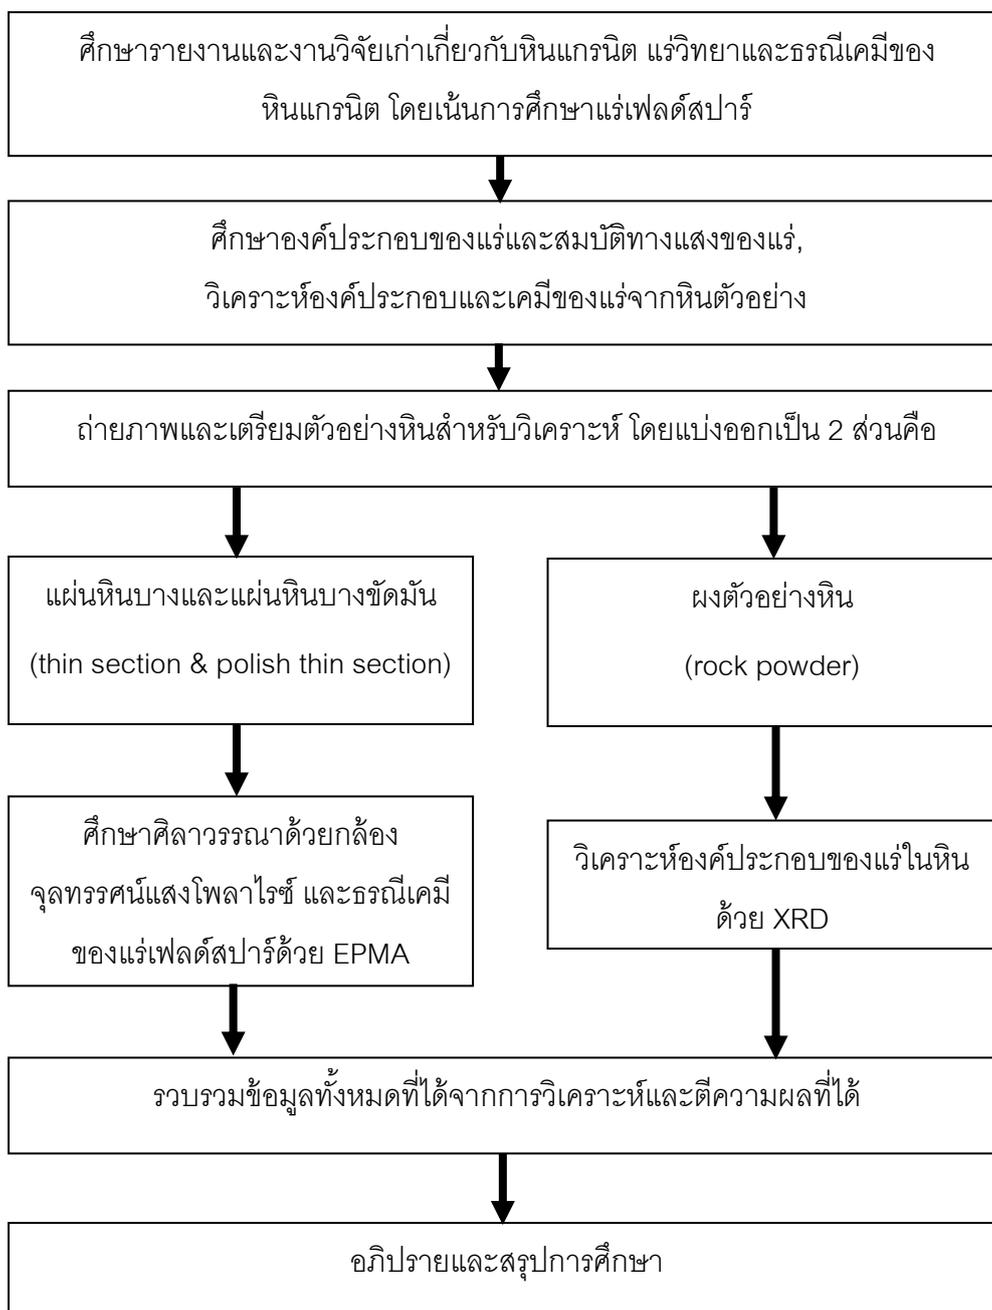 ศึกษารายงานและงานวิจัยเก่าเกี่ยวกับหินแกรนิต แร่วิทยาและธรณีเคมีของ
หินแกรนิต โดยเน้นการศึกษาแร่เฟลด์สปาร์
ศึกษาองค์ประกอบของแร่และสมบัติทางแสงของแร่,
วิเคราะห์องค์ประกอบและเคมีของแร่จากหินตัวอย่าง
ถ่ายภาพและเตรียมตัวอย่างหินสำหรับวิเคราะห์ โดยแบ่งออกเป็น 2 ส่วนคือ
แผ่นหินบางและแผ่นหินบางขัดมัน
(thin section & polish thin section)
ผงตัวอย่างหิน
(rock powder)
ศึกษาศิลาวรรณาด้วยกล้อง
จุลทรรศน์แสงโพลาไรซ์ และธรณีเคมี
ของแร่เฟลด์สปาร์ด้วย EPMA
วิเคราะห์องค์ประกอบของแร่ในหิน
ด้วย XRD
รวบรวมข้อมูลทั้งหมดที่ได้จากการวิเคราะห์และตีความผลที่ได้
อภิปรายและสรุปการศึกษา